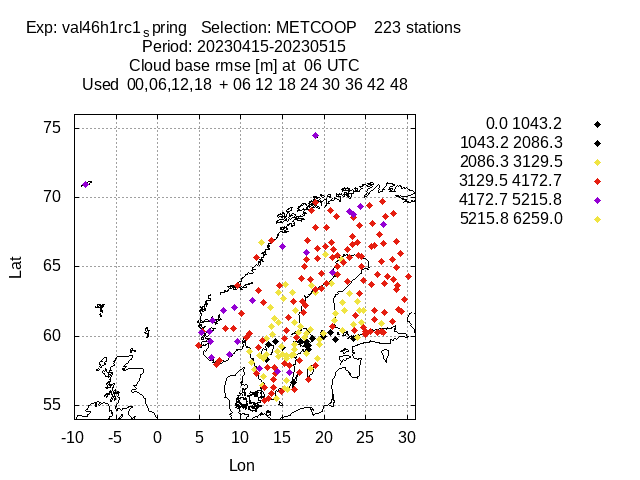 Exp: val46h1rc1spring Selection: METCOOP 223 stations
Period: 20230415-20230515
Cloud base rmse [m] at 06 UTC
Used 00,06,12,18 + 06 12 18 24 30 36 42 48
0.0 1043.2
1043.2 2086.3
2086.3 3129.5
3129.5 4172.7
4172.7 5215.8
5215.8 6259.0
75
70
65
60
55
Lat
-10 -5 0 5 10 15 20 25 30
Lon